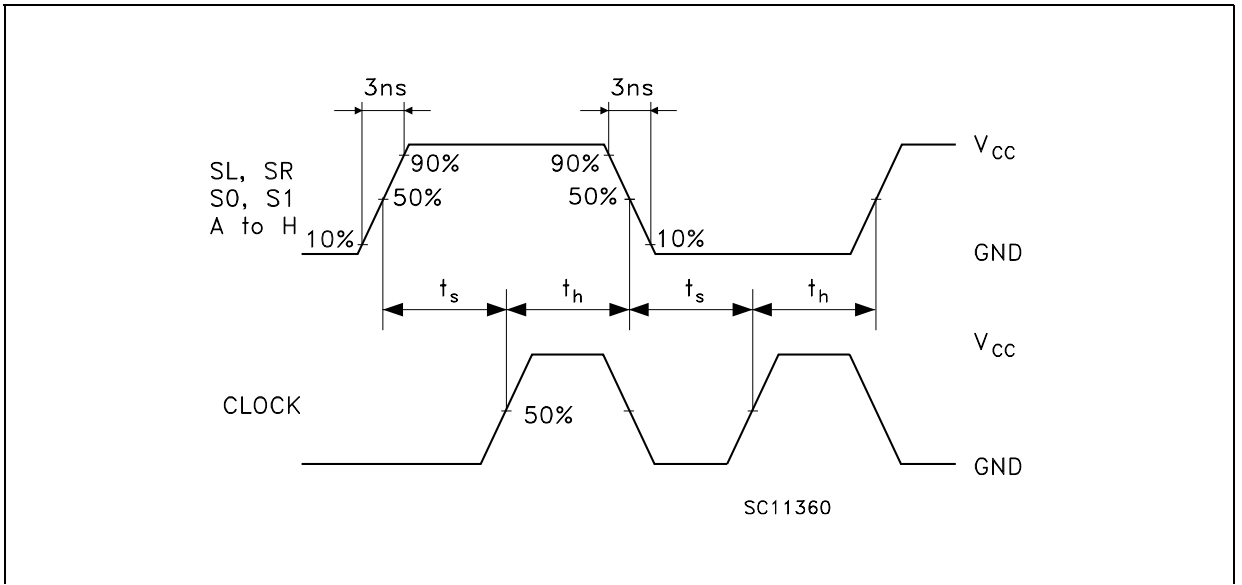 3ns 3ns
90% 90% V_CC
SL, SR
S0, S1 50% 50%
A to H
10% 10% GND
t_s t_h t_s t_h
V_CC
CLOCK 50%
GND
SC11360